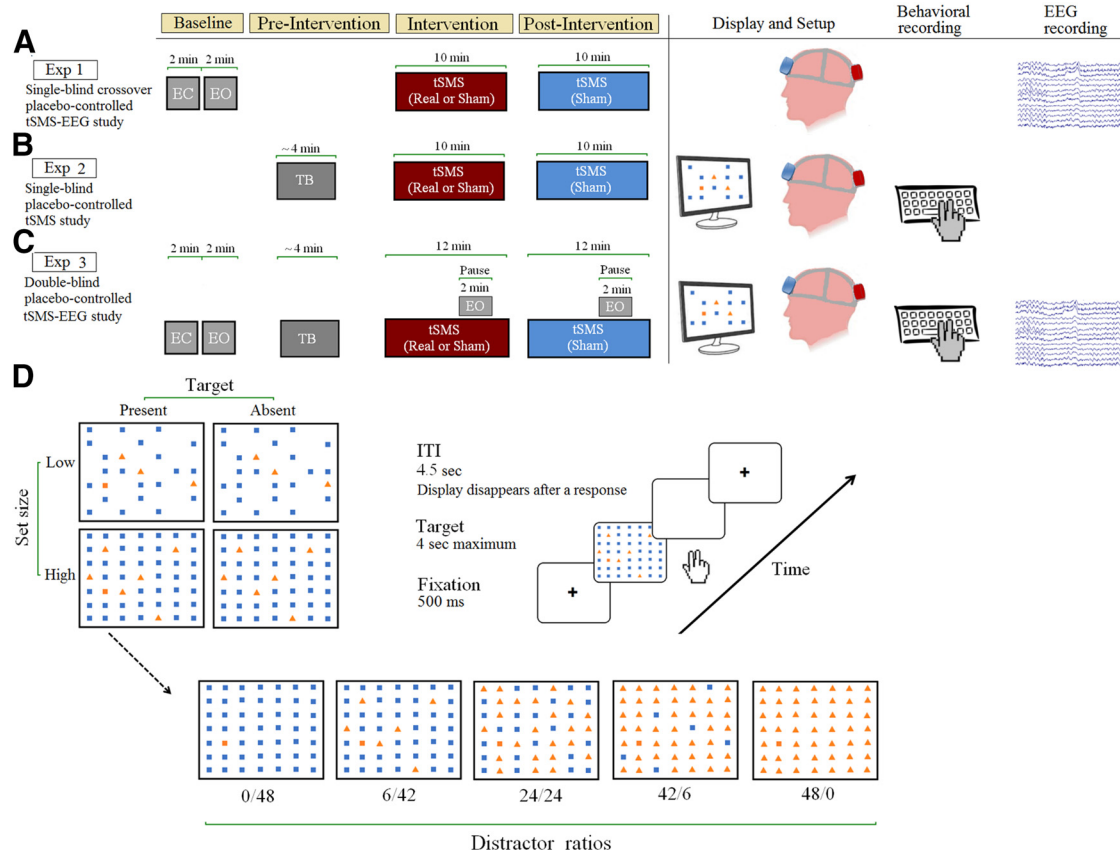 Baseline Pre-Intervention Intervention Post-Intervention Display and Setup Behavioral recording EEG recording
A
Exp 1
Single-blind crossover
placebo-controlled
tSMS-EEG study
2 min 2 min
EC EO
10 min
tSMS
(Real or Sham)
10 min
tSMS
(Sham)
B
Exp 2
Single-blind
placebo-controlled
tSMS study
~4 min
TB
10 min
tSMS
(Real or Sham)
10 min
tSMS
(Sham)
C
Exp 3
Double-blind
placebo-controlled
tSMS-EEG study
2 min 2 min
EC EO
~4 min
TB
12 min
Pause
2 min
EO
tSMS
(Real or Sham)
12 min
Pause
2 min
EO
tSMS
(Sham)
D
Target
Present Absent
Set size
Low
High
ITI
4.5 sec
Display disappears after a response
Target
4 sec maximum
Fixation
500 ms
Time
0/48 6/42 24/24 42/6 48/0
Distractor ratios